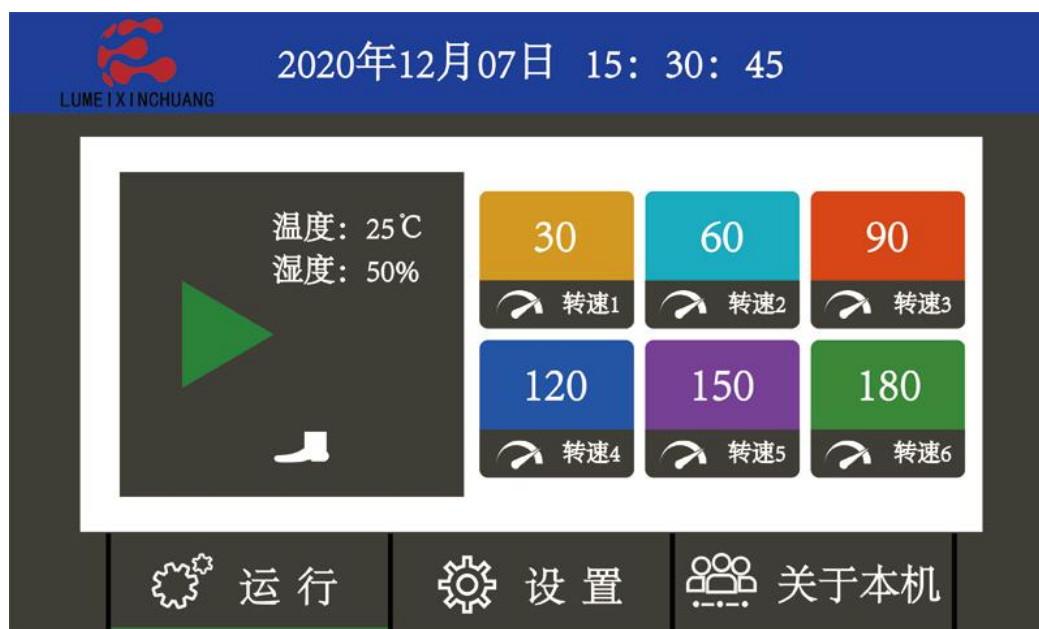 2020年12月07日 15：30：45
LUMEIXINCHUANG
温度：25℃
湿度：50%
30
60
90
转速1
转速2
转速3
120
150
180
转速4
转速5
转速6
运行
设置
关于本机